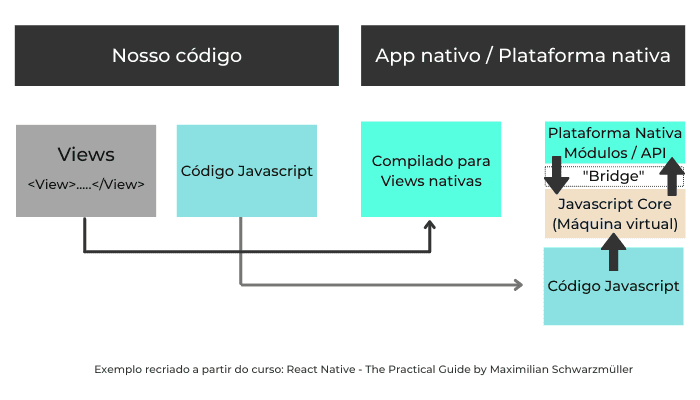 Nosso código
App nativo / Plataforma nativa
Views
<View>.....</View>
Código Javascript
Compilado para
Views nativas
Plataforma Nativa
Módulos / API
"Bridge"
Javascript Core
(Máquina virtual)
Código Javascript
Exemplo recriado a partir do curso: React Native - The Practical Guide by Maximilian Schwarzmüller